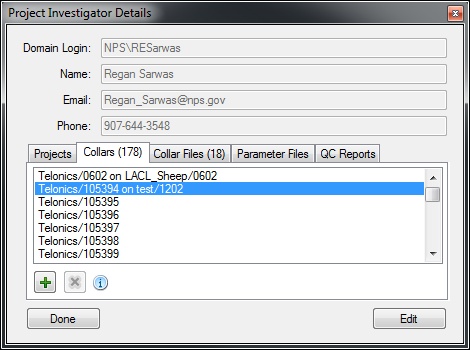 Project Investigator Details
Domain Login: NPS\RESarwas
Name: Regan Sarwas
Email: Regan_Sarwas@nps.gov
Phone: 907-644-3548
Projects Collars (178) Collar Files (18) Parameter Files QC Reports
Telonics/0602 on LACL_Sheep/0602
Telonics/105394 on test/1202
Telonics/105395
Telonics/105396
Telonics/105397
Telonics/105398
Telonics/105399
Done Edit